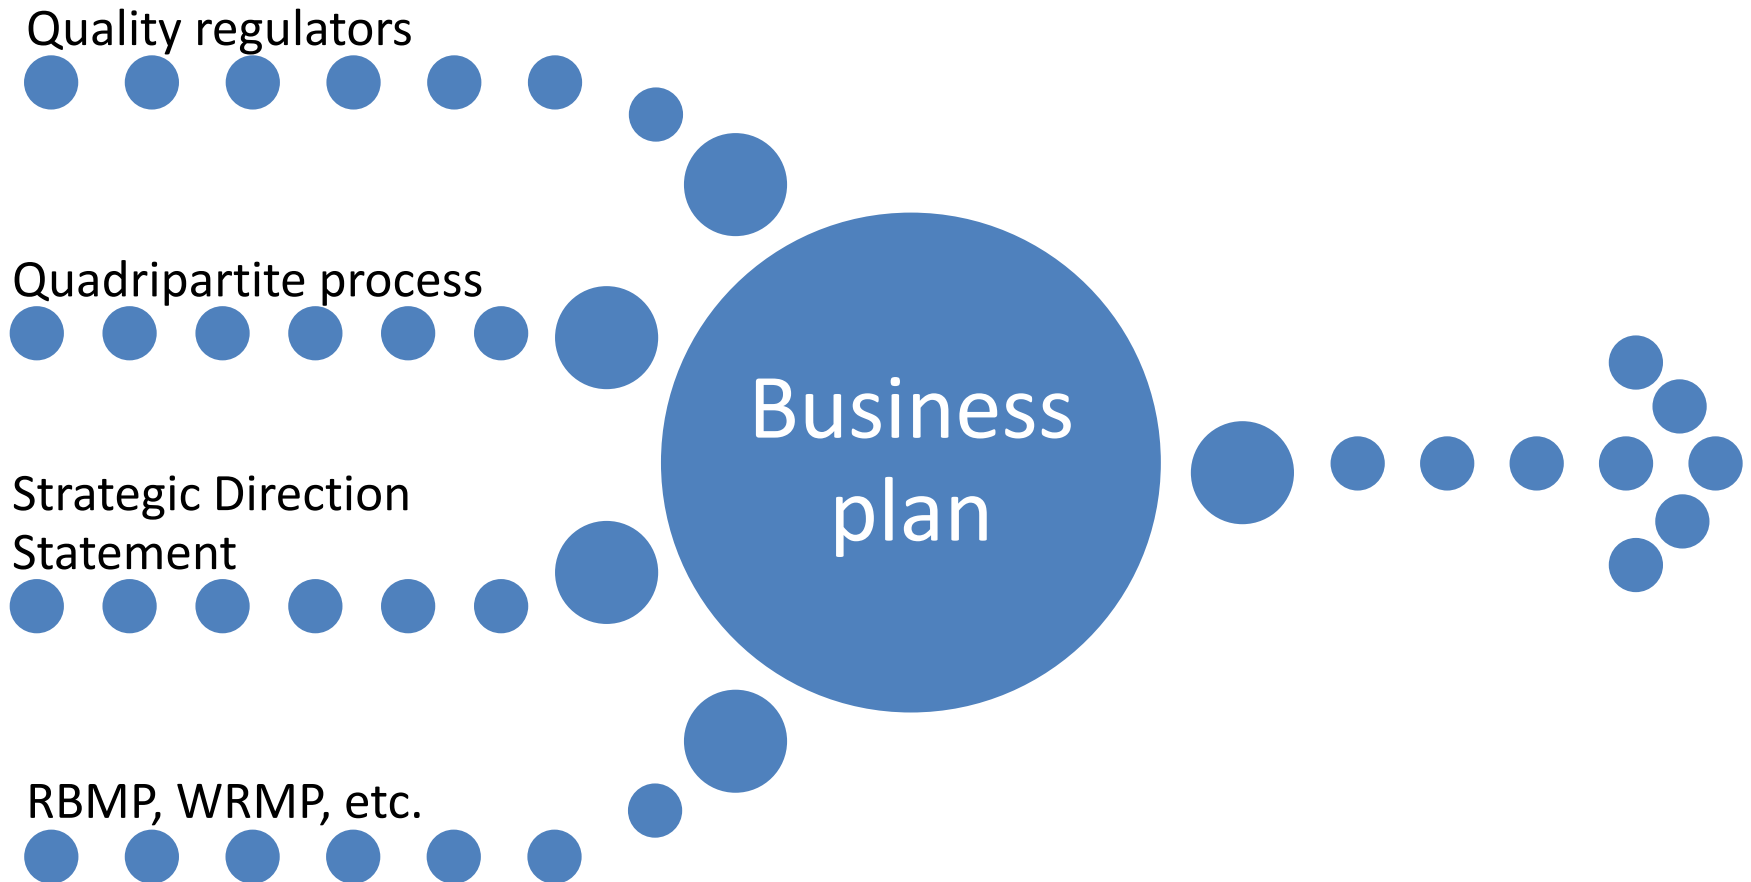 Quality regulators
Quadripartite process
Strategic Direction
Statement
RBMP, WRMP, etc.
Business
plan